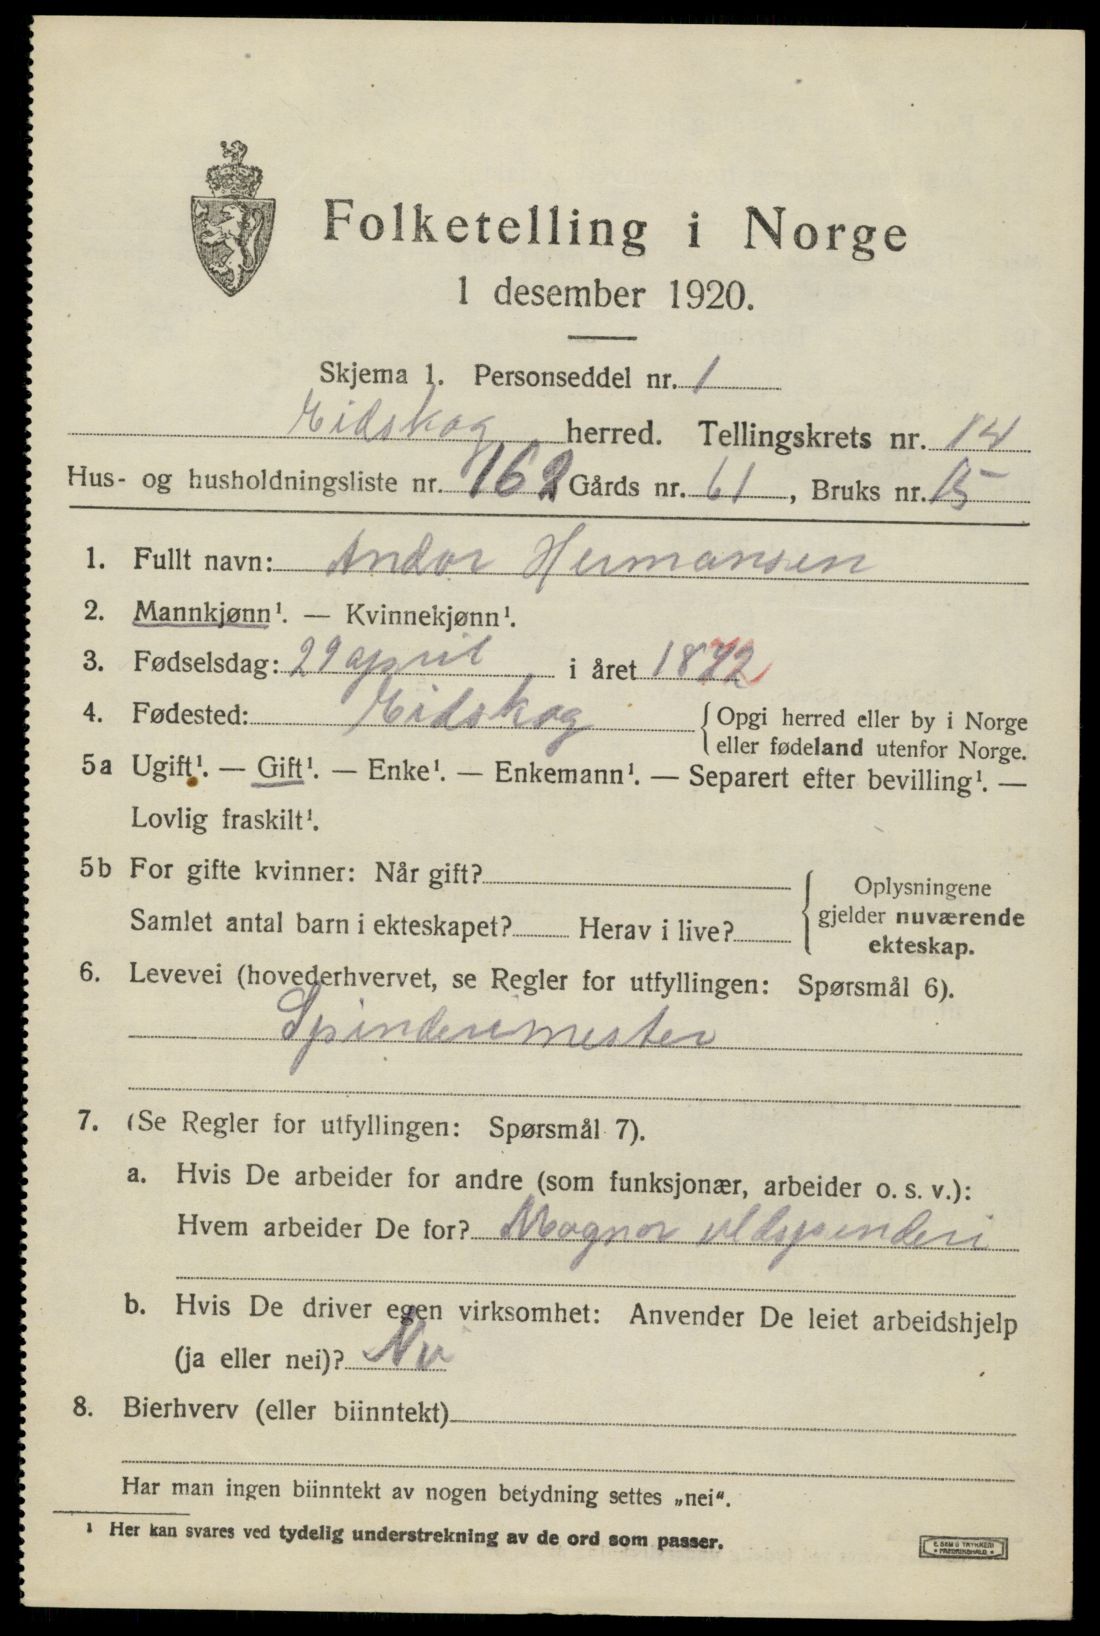 Folketelling i Norge
1 desember 1920.
Skjema 1. Personseddel nr. 1
Eidskog herred. Tellingskrets nr. 14
Hus- og husholdningsliste nr. 162 Gårds nr. 61, Bruks nr. 15
1. Fullt navn: Andor Hermansen
2. Mannkjønn¹. — Kvinnekjønn¹.
3. Fødselsdag: 29 april i året 1872
4. Fødested: Eidskog {Opgi herred eller by i Norge
eller fødeland utenfor Norge.
5a Ugift¹. — Gift¹. — Enke¹. — Enkemann¹. — Separert efter bevilling¹. —
Lovlig fraskilt¹.
5b For gifte kvinner: Når gift?
Samlet antal barn i ekteskapet? Herav i live?
Oplysningene
gjelder nuværende
ekteskap.
6. Levevei (hovederhvervet, se Regler for utfyllingen: Spørsmål 6).
Spinderimester
7. (Se Regler for utfyllingen: Spørsmål 7).
a. Hvis De arbeider for andre (som funksjonær, arbeider o. s. v.):
Hvem arbeider De for? Magnor uldspinderi
b. Hvis De driver egen virksomhet: Anvender De leiet arbeidshjelp
(ja eller nei)?
8. Bierhverv (eller biinntekt)
Har man ingen biinntekt av nogen betydning settes „nei“.
¹ Her kan svares ved tydelig understrekning av de ord som passer.
E. SEM'S TRYKKERI
FREDRIKSHALD